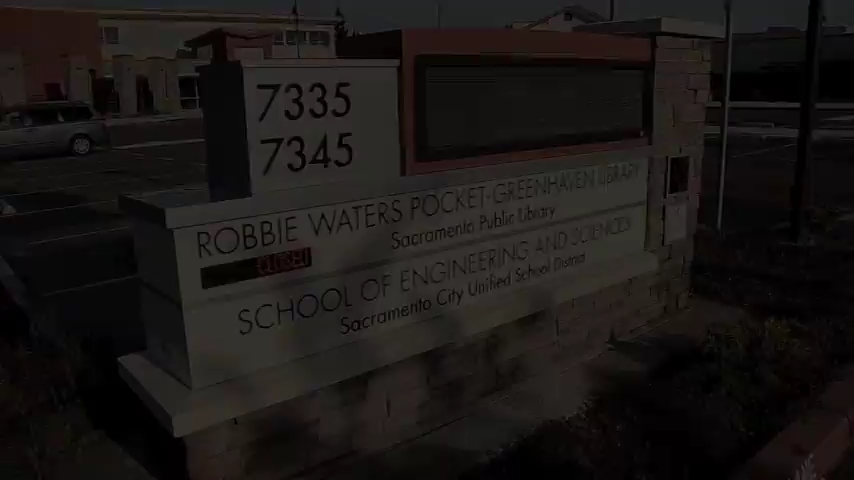 7335
7345
ROBBIE WATERS POCKET-GREENHAVEN LIBRARY
Sacramento Public Library
CLOSED
SCHOOL OF ENGINEERING AND SCIENCES
Sacramento City Unified School District